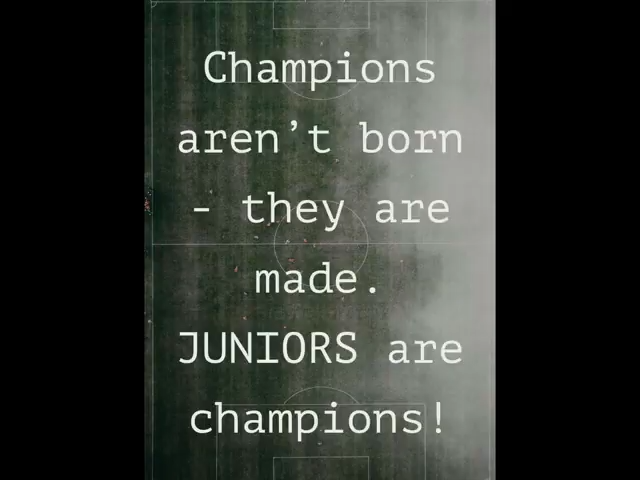 Champions
aren’t born
- they are
made.
JUNIORS are
champions!